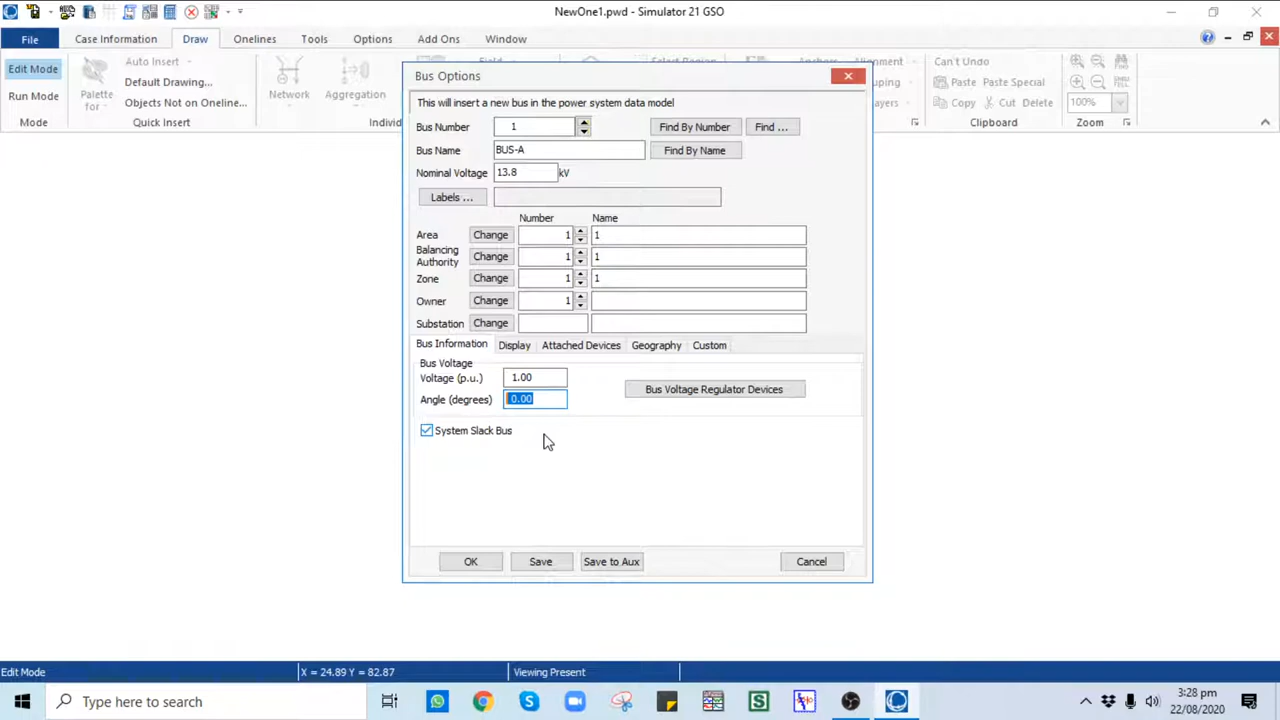 NewOne1.pwd - Simulator 21 GSO
File Case Information Draw Onelines Tools Options Add Ons Window
Edit Mode
Run Mode
Mode
Palette
for
Auto Insert
Default Drawing...
Objects Not on Oneline...
Quick Insert
Network
Aggregation
Can't Undo
Paste Paste Special
Copy Cut Delete
Clipboard
100%
Zoom
Bus Options
This will insert a new bus in the power system data model
Bus Number 1 Find By Number Find ...
Bus Name BUS-A Find By Name
Nominal Voltage 13.8 kV
Labels ...
Number Name
Area Change 1 1
Balancing
Authority Change 1 1
Zone Change 1 1
Owner Change 1
Substation Change
Bus Information Display Attached Devices Geography Custom
Bus Voltage
Voltage (p.u.) 1.00
Angle (degrees) 0.00
Bus Voltage Regulator Devices
System Slack Bus
OK Save Save to Aux Cancel
Edit Mode X = 24.89 Y = 82.87 Viewing Present
Type here to search
3:28 pm
22/08/2020